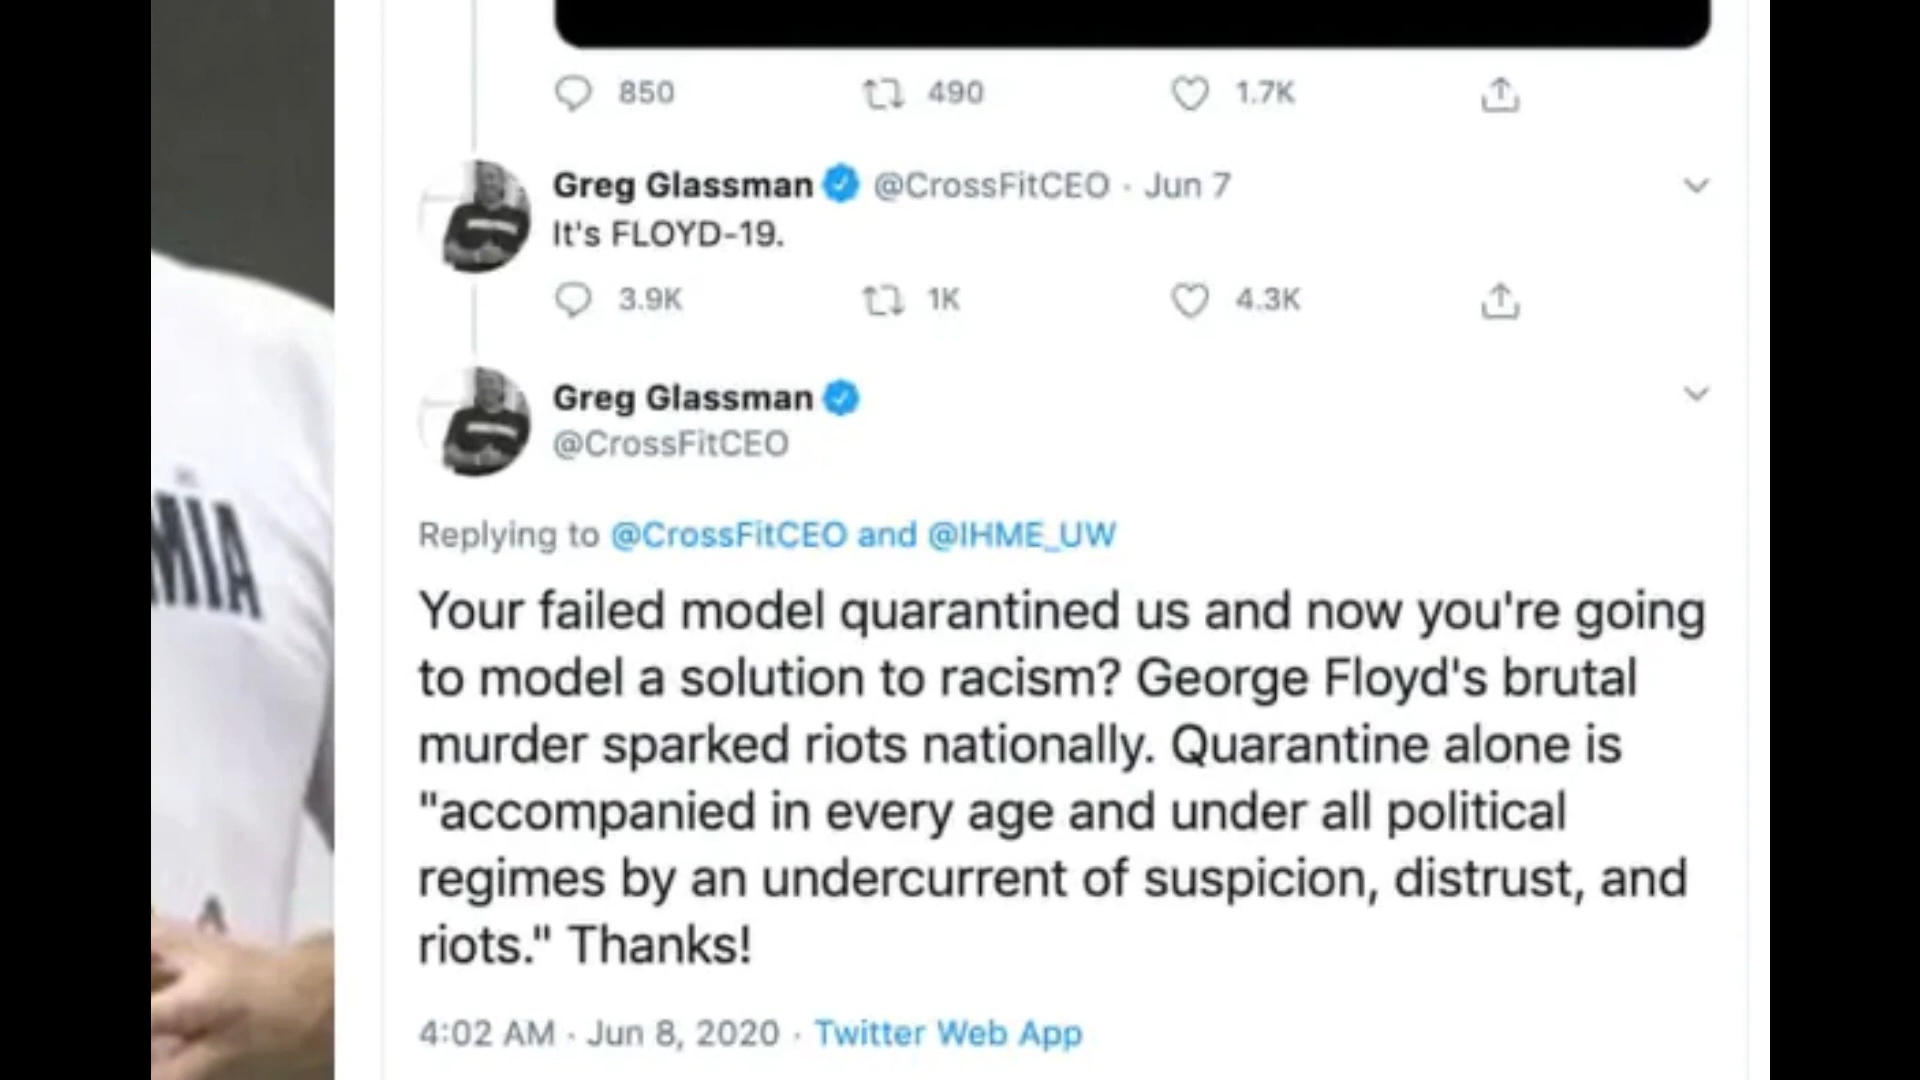 850 490 1.7K
Greg Glassman @CrossFitCEO · Jun 7
It's FLOYD-19.
3.9K 1K 4.3K
Greg Glassman
@CrossFitCEO
Replying to @CrossFitCEO and @IHME_UW
Your failed model quarantined us and now you're going
to model a solution to racism? George Floyd's brutal
murder sparked riots nationally. Quarantine alone is
"accompanied in every age and under all political
regimes by an undercurrent of suspicion, distrust, and
riots." Thanks!
4:02 AM · Jun 8, 2020 · Twitter Web App
MIA